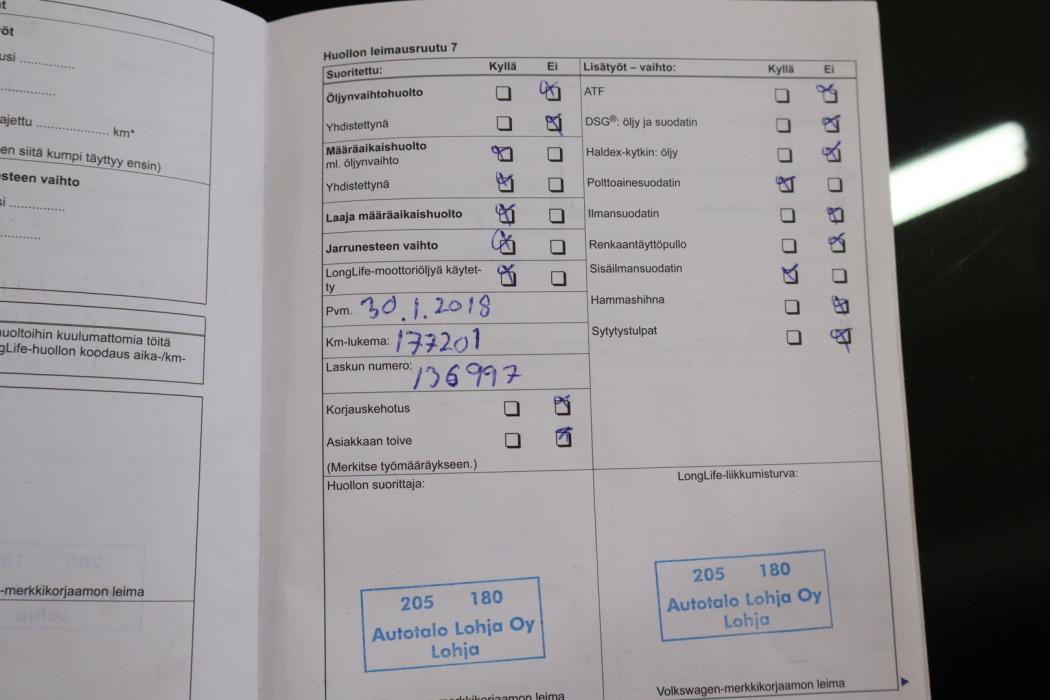 öt
usi ..............
ajettu .................. km*
en siitä kumpi täyttyy ensin)
steen vaihto
uoltoihin kuulumattomia töitä
gLife-huollon koodaus aika-/km-
-merkkikorjaamon leima
Huollon leimausruutu 7
Suoritettu: Kyllä Ei
Öljynvaihtohuolto
Yhdistettynä
Määräaikaishuolto
ml. öljynvaihto
Yhdistettynä
Laaja määräaikaishuolto
Jarrunesteen vaihto
LongLife-moottoriöljyä käytet-
ty
Pvm. 30.1.2018
Km-lukema: 177201
Laskun numero: 136997
Korjauskehotus
Asiakkaan toive
(Merkitse työmääräykseen.)
Huollon suorittaja:
205 180
Autotalo Lohja Oy
Lohja
Lisätyöt – vaihto: Kyllä Ei
ATF
DSG®: öljy ja suodatin
Haldex-kytkin: öljy
Polttoainesuodatin
Ilmansuodatin
Renkaantäyttöpullo
Sisäilmansuodatin
Hammashihna
Sytytystulpat
LongLife-liikkumisturva:
205 180
Autotalo Lohja Oy
Lohja
Volkswagen-merkkikorjaamon leima